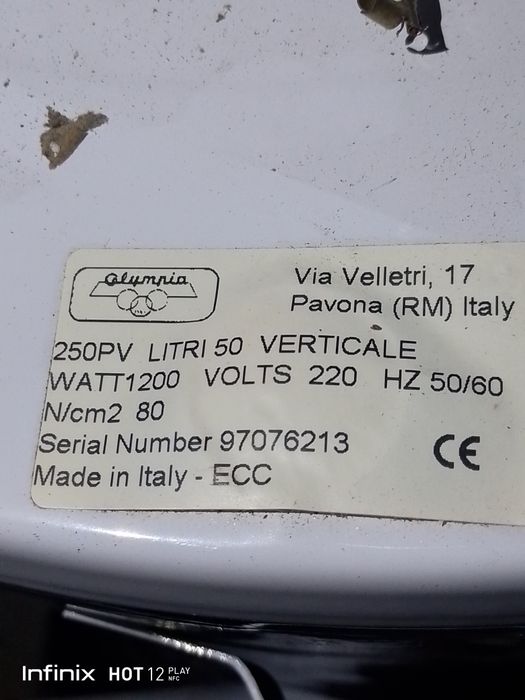 Olympia
Via Velletri, 17
Pavona (RM) Italy
250PV LITRI 50 VERTICALE
WATT1200 VOLTS 220 HZ 50/60
N/cm2 80
Serial Number 97076213
CE
Made in Italy - ECC
Infinix HOT 12 PLAY
NFC